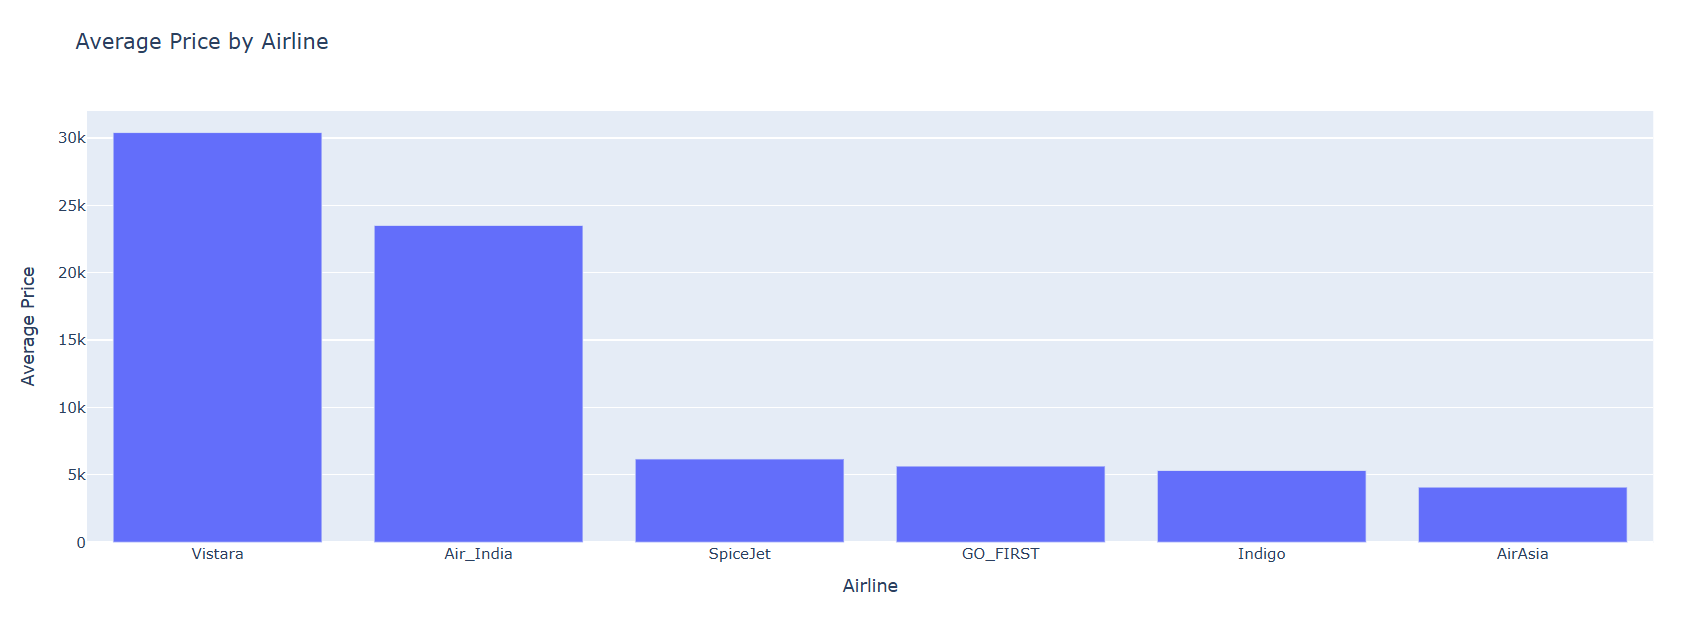 Average Price by Airline
Average Price
30k
25k
20k
15k
10k
5k
0
Vistara Air_India SpiceJet GO_FIRST Indigo AirAsia
Airline